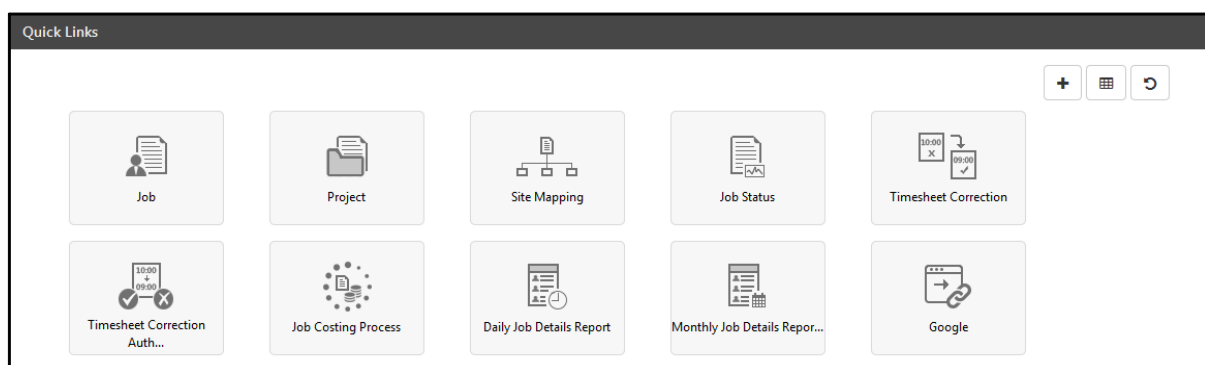 Quick Links
10:00
X
09:00
Job
Project
Site Mapping
Job Status
Timesheet Correction
10:00
09:00
Timesheet Correction
Auth...
Job Costing Process
Daily Job Details Report
Monthly Job Details Repor...
Google